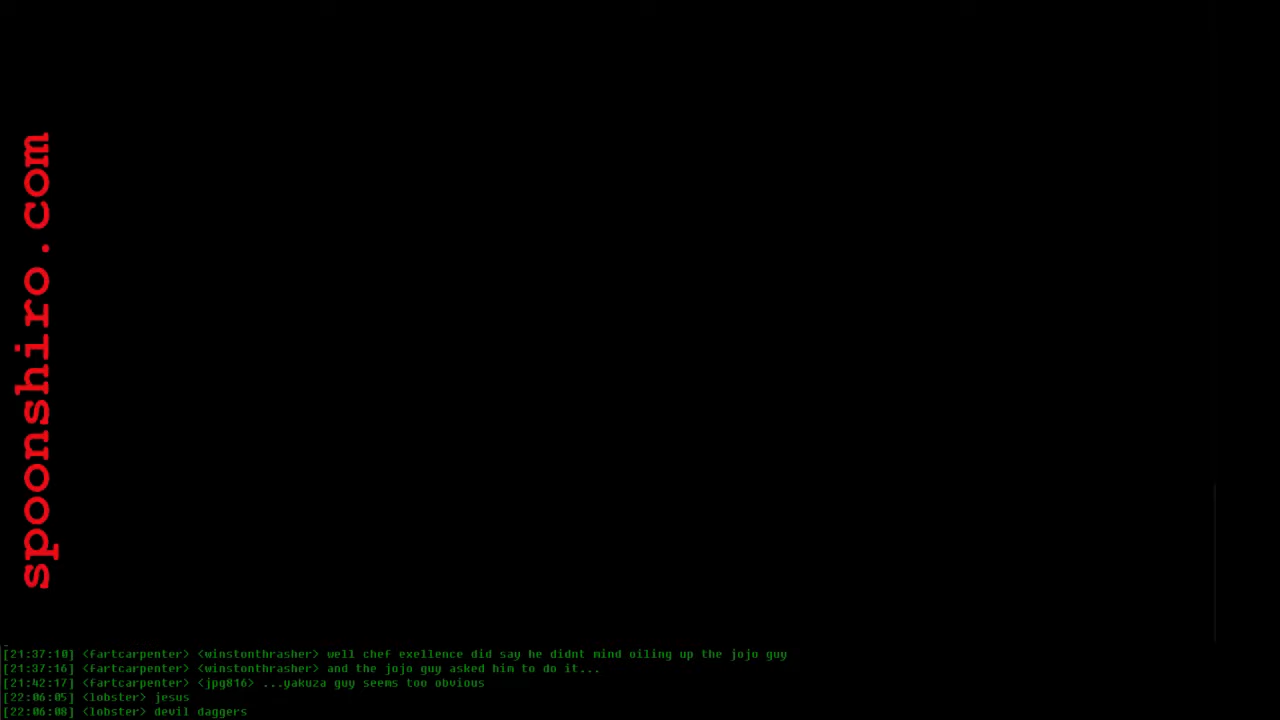 spoonshiro.com
[21:37:10] <fartcarpenter> <winstonthrasher> well chef exellence did say he didnt mind oiling up the jojo guy
[21:37:16] <fartcarpenter> <winstonthrasher> and the jojo guy asked him to do it...
[21:42:17] <fartcarpenter> <jpg816> ...yakuza guy seems too obvious
[22:06:05] <lobster> jesus
[22:06:08] <lobster> devil daggers